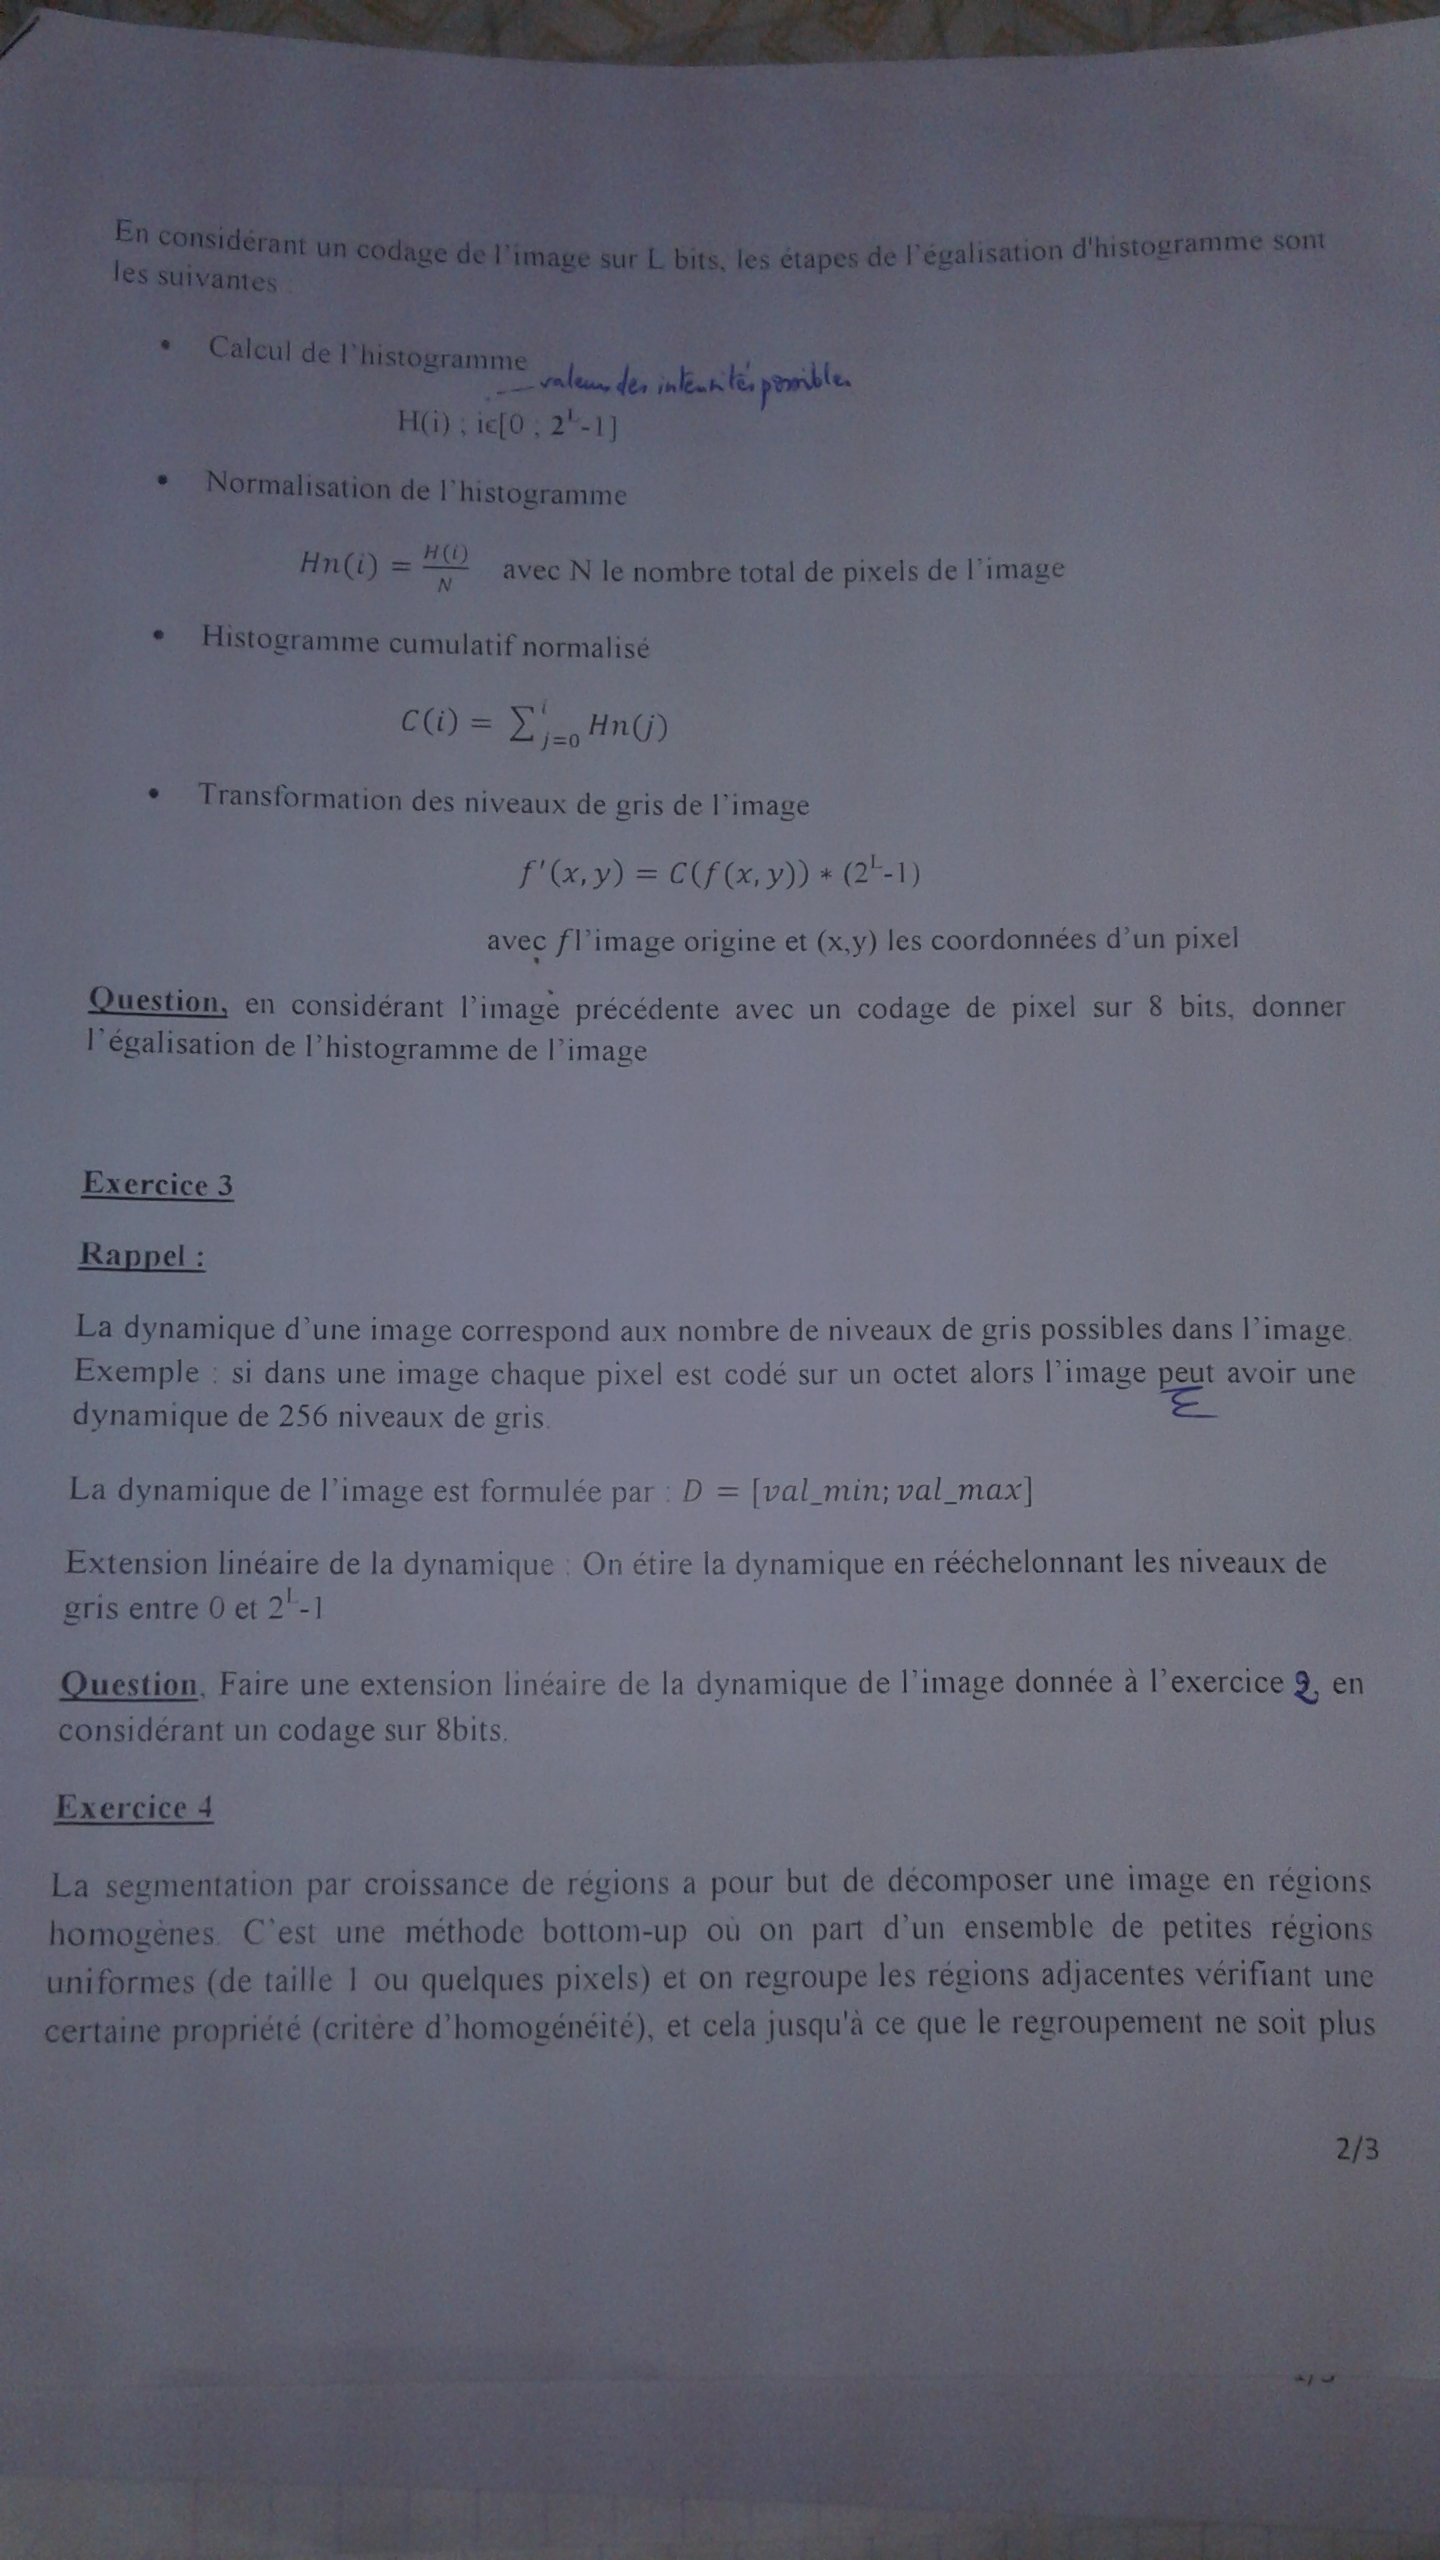 En considérant un codage de l'image sur L bits, les étapes de l'égalisation d'histogramme sont
les suivantes :
• Calcul de l'histogramme
valeurs des intensités possibles
H(i) ; iϵ[0 ; 2^L-1]
• Normalisation de l'histogramme
Hn(i) = H(i)/N avec N le nombre total de pixels de l'image
• Histogramme cumulatif normalisé
C(i) = ∑_{j=0}^{i} Hn(j)
• Transformation des niveaux de gris de l'image
f'(x,y) = C(f(x,y)) * (2^L-1)
avec f l'image origine et (x,y) les coordonnées d'un pixel
Question, en considérant l'image précédente avec un codage de pixel sur 8 bits, donner
l'égalisation de l'histogramme de l'image
Exercice 3
Rappel :
La dynamique d'une image correspond aux nombre de niveaux de gris possibles dans l'image.
Exemple : si dans une image chaque pixel est codé sur un octet alors l'image peut avoir une
dynamique de 256 niveaux de gris.
La dynamique de l'image est formulée par : D = [val_min; val_max]
Extension linéaire de la dynamique : On étire la dynamique en rééchelonnant les niveaux de
gris entre 0 et 2^L-1
Question, Faire une extension linéaire de la dynamique de l'image donnée à l'exercice 2, en
considérant un codage sur 8bits.
Exercice 4
La segmentation par croissance de régions a pour but de décomposer une image en régions
homogènes. C'est une méthode bottom-up où on part d'un ensemble de petites régions
uniformes (de taille 1 ou quelques pixels) et on regroupe les régions adjacentes vérifiant une
certaine propriété (critère d'homogénéité), et cela jusqu'à ce que le regroupement ne soit plus
2/3